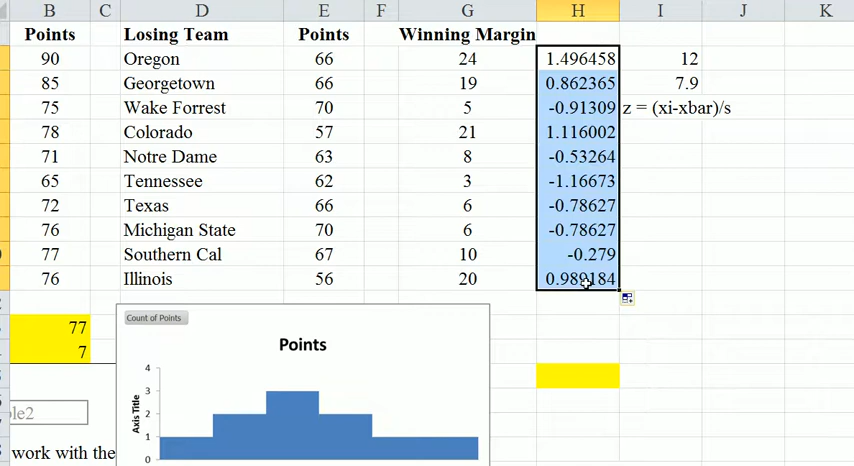 B C D E F G H I J K
Points Losing Team Points Winning Margin
90 Oregon 66 24 1.496458 12
85 Georgetown 66 19 0.862365 7.9
75 Wake Forrest 70 5 -0.91309 z = (xi-xbar)/s
78 Colorado 57 21 1.116002
71 Notre Dame 63 8 -0.53264
65 Tennessee 62 3 -1.16673
72 Texas 66 6 -0.78627
76 Michigan State 70 6 -0.78627
77 Southern Cal 67 10 -0.279
76 Illinois 56 20 0.989184
77
7
Count of Points
Points
4
3
2
1
0
Axis Title
ole2
work with the